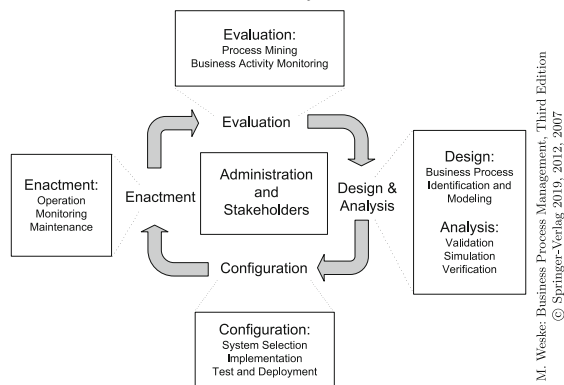 Evaluation:
Process Mining
Business Activity Monitoring
Evaluation
Enactment:
Operation
Monitoring
Maintenance
Enactment
Administration
and
Stakeholders
Design &
Analysis
Design:
Business Process
Identification and
Modeling
Analysis:
Validation
Simulation
Verification
Configuration
Configuration:
System Selection
Implementation
Test and Deployment
M. Weske: Business Process Management, Third Edition
© Springer-Verlag 2019, 2012, 2007